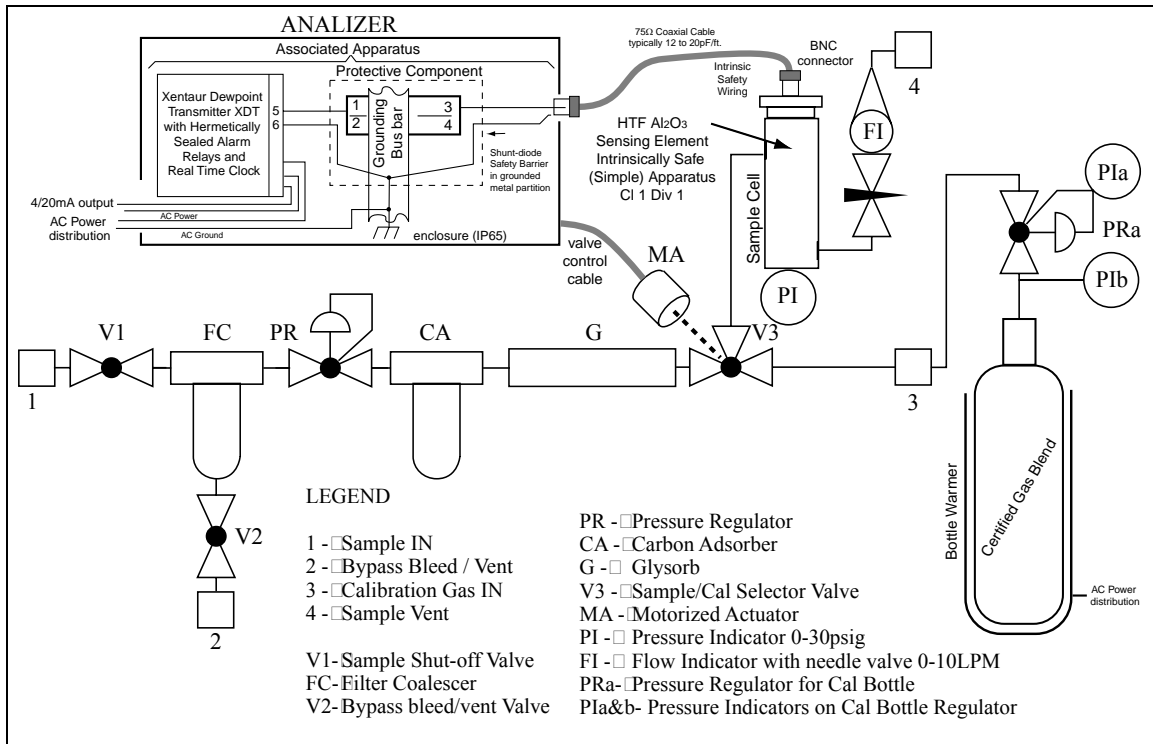 ANALIZER
Associated Apparatus
Protective Component
Xentaur Dewpoint
Transmitter XDT
with Hermetically
Sealed Alarm
Relays and
Real Time Clock
5
6
1
2
3
4
Grounding
Bus bar
Shunt-diode
Safety Barrier
in grounded
metal partition
4/20mA output
AC Power
AC Power
distribution
AC Ground
enclosure (IP65)
75Ω Coaxial Cable
typically 12 to 20pF/ft.
Intrinsic
Safety
Wiring
BNC
connector
HTF Al₂O₃
Sensing Element
Intrinsically Safe
(Simple) Apparatus
Cl 1 Div 1
Sample Cell
PI
4
FI
PIa
PRa
PIb
valve
control
cable
MA
V1
FC
PR
CA
G
V3
1
3
V2
2
Bottle Warmer
Certified Gas Blend
AC Power
distribution
LEGEND
1 -□Sample IN
2 -□Bypass Bleed / Vent
3 -□Calibration Gas IN
4 -□Sample Vent
V1-□Sample Shut-off Valve
FC-□Filter Coalescer
V2-□Bypass bleed/vent Valve
PR -□Pressure Regulator
CA -□Carbon Adsorber
G -□ Glysorb
V3 -□Sample/Cal Selector Valve
MA -□Motorized Actuator
PI -□ Pressure Indicator 0-30psig
FI -□ Flow Indicator with needle valve 0-10LPM
PRa-□Pressure Regulator for Cal Bottle
PIa&b- Pressure Indicators on Cal Bottle Regulator